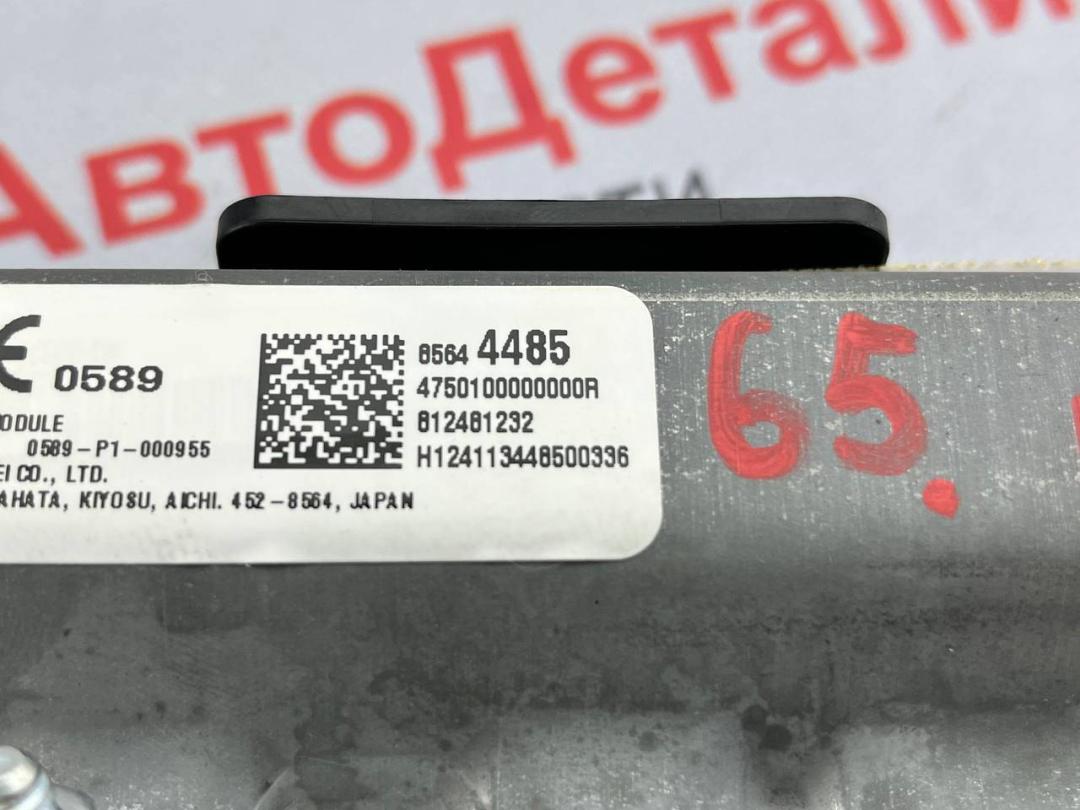 АвтоДетали
CE 0589
8564 4485
4750100000000R
812481232
H124113448500336
ODULE
0589-P1-000955
EI CO., LTD.
AHATA, KIYOSU, AICHI. 452-8564, JAPAN
65.